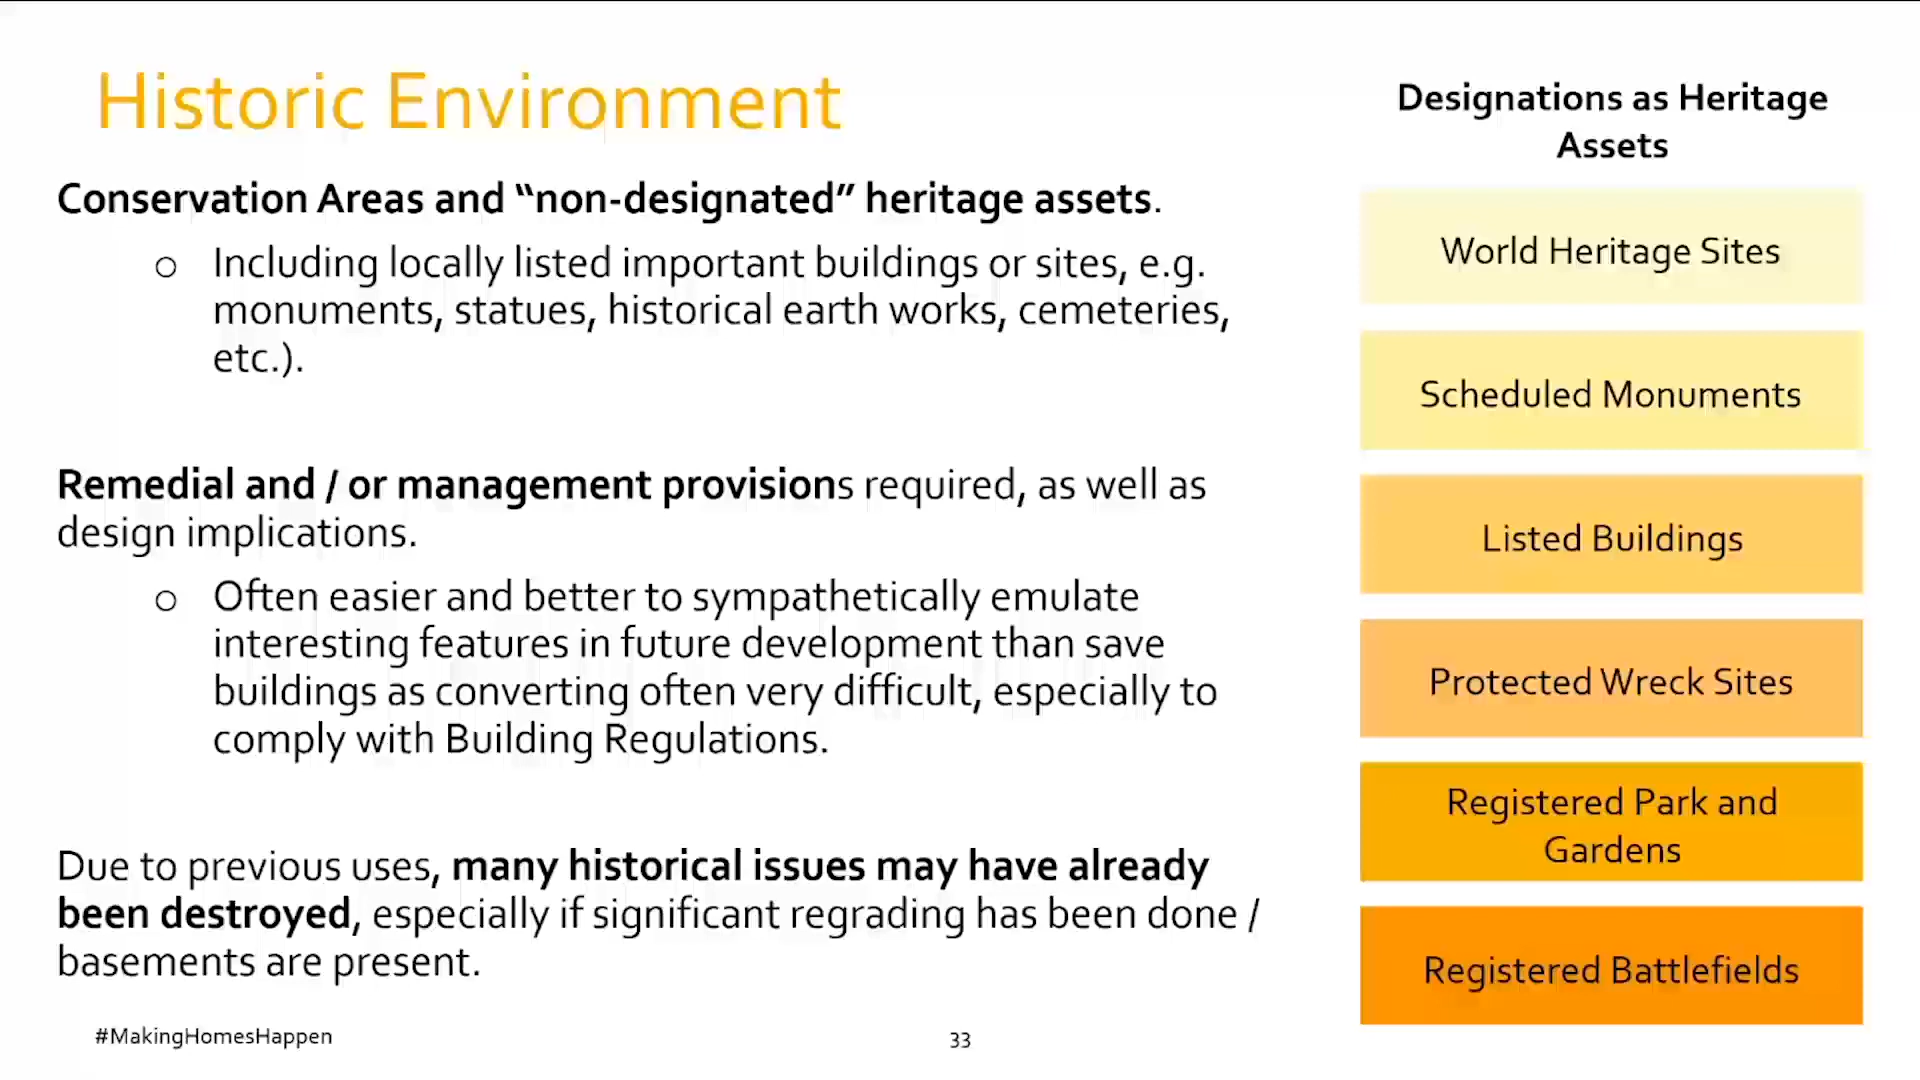 Historic Environment
Conservation Areas and “non-designated” heritage assets.
o Including locally listed important buildings or sites, e.g.
monuments, statues, historical earth works, cemeteries,
etc.).
Remedial and / or management provisions required, as well as
design implications.
o Often easier and better to sympathetically emulate
interesting features in future development than save
buildings as converting often very difficult, especially to
comply with Building Regulations.
Due to previous uses, many historical issues may have already
been destroyed, especially if significant regrading has been done /
basements are present.
Designations as Heritage
Assets
World Heritage Sites
Scheduled Monuments
Listed Buildings
Protected Wreck Sites
Registered Park and
Gardens
Registered Battlefields
#MakingHomesHappen
33